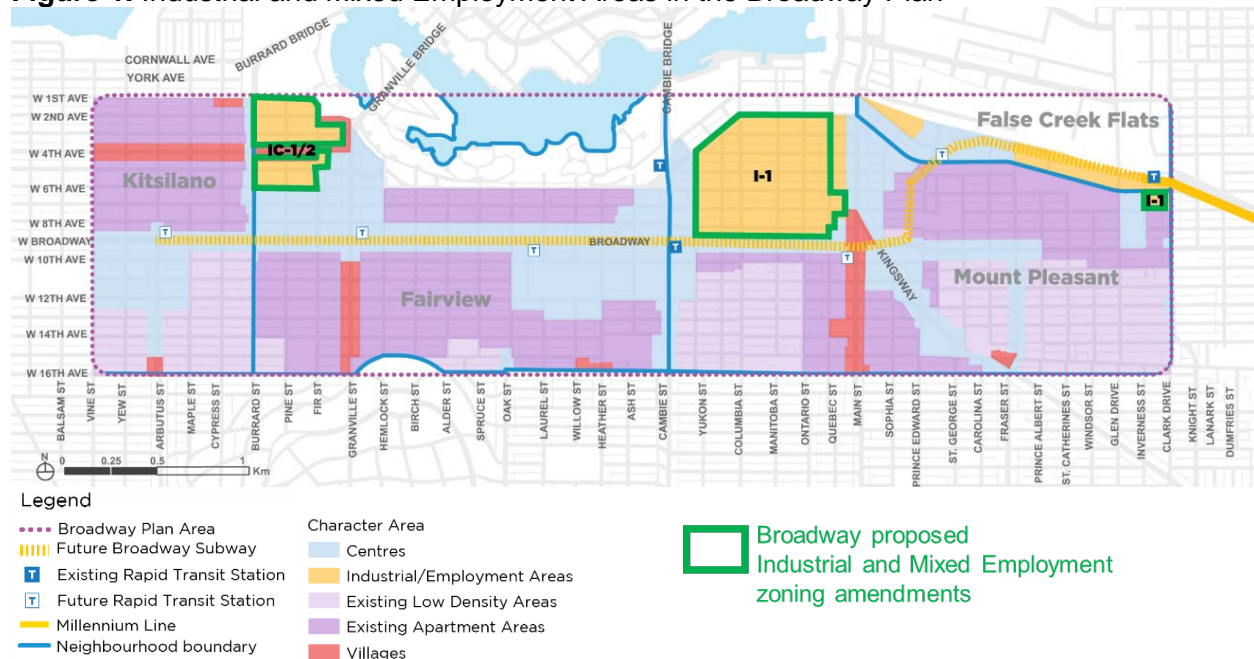 Figure 1: Industrial and Mixed Employment Areas in the Broadway Plan
CORNWALL AVE
YORK AVE
BURRARD BRIDGE
GRANVILLE BRIDGE
CAMBIE BRIDGE
W 1ST AVE
W 2ND AVE
W 4TH AVE
W 6TH AVE
W 8TH AVE
W BROADWAY
W 10TH AVE
W 12TH AVE
W 14TH AVE
W 16TH AVE
IC-1/2
I-1
I-1
False Creek Flats
Kitsilano
Fairview
Mount Pleasant
BROADWAY
KINGSWAY
T
T
T
T
T
T
T
T
BALSAM ST
VINE ST
YEW ST
ARBUTUS ST
MAPLE ST
CYPRESS ST
BURRARD ST
PINE ST
FIR ST
GRANVILLE ST
HEMLOCK ST
BIRCH ST
ALDER ST
SPRUCE ST
OAK ST
LAUREL ST
WILLOW ST
HEATHER ST
ASH ST
CAMBIE ST
YUKON ST
COLUMBIA ST
MANITOBA ST
ONTARIO ST
QUEBEC ST
MAIN ST
SOPHIA ST
PRINCE EDWARD ST
ST. GEORGE ST
CAROLINA ST
FRASER ST
PRINCE ALBERT ST
ST. CATHERINES ST
WINDSOR ST
GLEN DRIVE
INVERNESS ST
CLARK DRIVE
KNIGHT ST
LANARK ST
DUMFRIES ST
N
0 0.25 0.5 1
Km
Legend
Broadway Plan Area
Future Broadway Subway
T Existing Rapid Transit Station
T Future Rapid Transit Station
Millennium Line
Neighbourhood boundary
Character Area
Centres
Industrial/Employment Areas
Existing Low Density Areas
Existing Apartment Areas
Villages
Broadway proposed
Industrial and Mixed Employment
zoning amendments